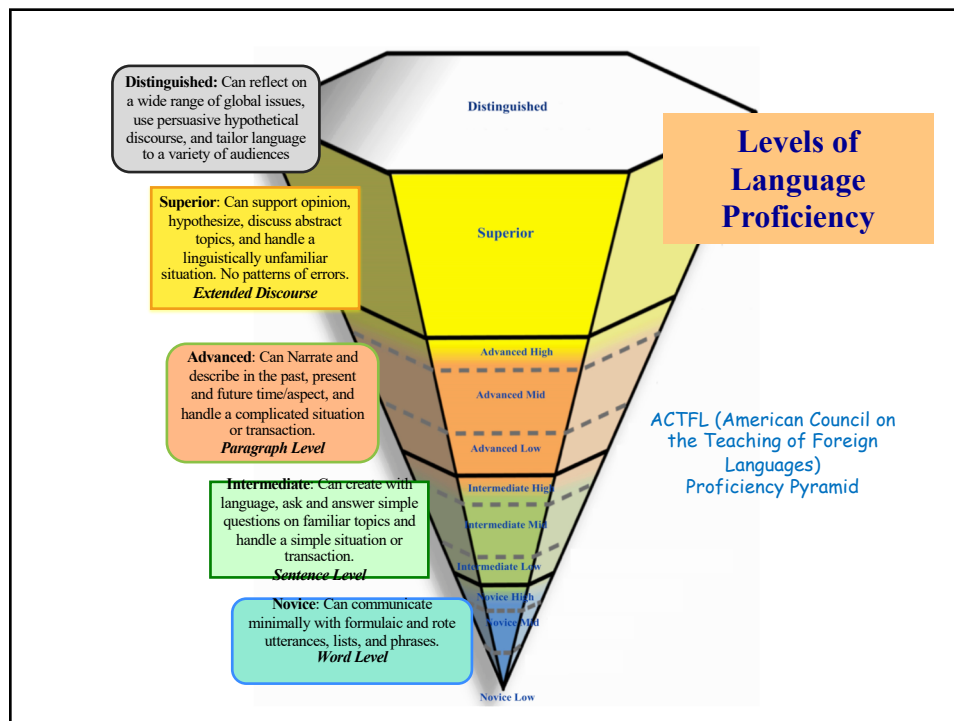 Distinguished: Can reflect on
a wide range of global issues,
use persuasive hypothetical
discourse, and tailor language
to a variety of audiences
Distinguished
Levels of
Language
Proficiency
Superior: Can support opinion,
hypothesize, discuss abstract
topics, and handle a
linguistically unfamiliar
situation. No patterns of errors.
Extended Discourse
Superior
Advanced: Can Narrate and
describe in the past, present
and future time/aspect, and
handle a complicated situation
or transaction.
Paragraph Level
Advanced High
Advanced Mid
Advanced Low
ACTFL (American Council on
the Teaching of Foreign
Languages)
Proficiency Pyramid
Intermediate: Can create with
language, ask and answer simple
questions on familiar topics and
handle a simple situation or
transaction.
Sentence Level
Intermediate High
Intermediate Mid
Intermediate Low
Novice: Can communicate
minimally with formulaic and rote
utterances, lists, and phrases.
Word Level
Novice High
Novice Mid
Novice Low